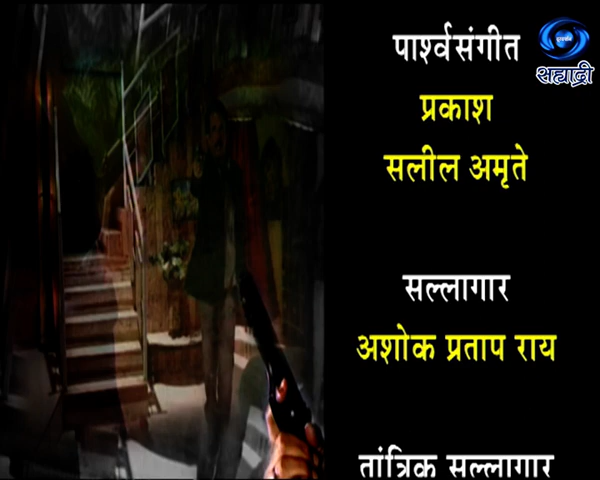 पार्श्वसंगीत
सह्याद्री
प्रकाश
सलील अमृते
सल्लागार
अशोक प्रताप राय
तांत्रिक सल्लागार